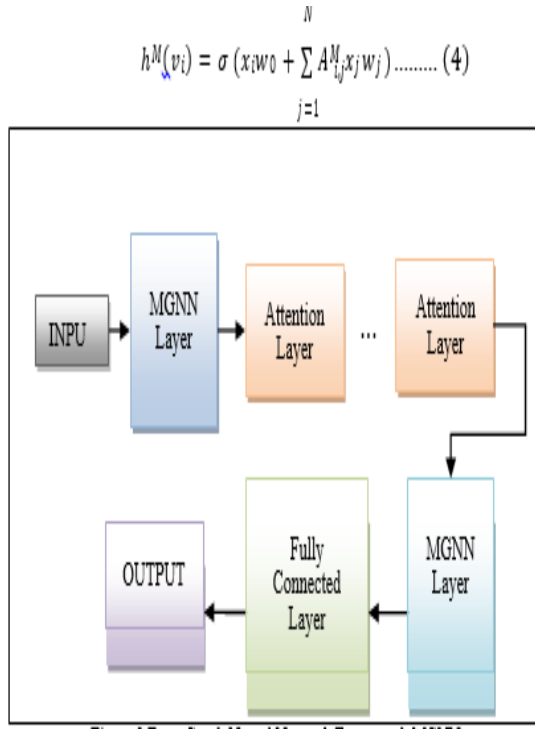 N
h^M(v_i) = σ (x_i w_0 + ∑ A^M_{i,j} x_j w_j) ......... (4)
j=1
INPU
MGNN
Layer
Attention
Layer
...
Attention
Layer
MGNN
Layer
Fully
Connected
Layer
OUTPUT